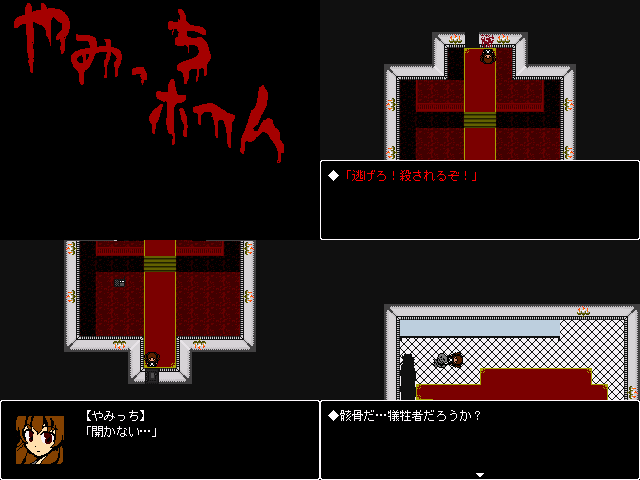 やみっち
ホーム
◆「逃げろ！殺されるぞ！」
【やみっち】
「開かない…」
◆骸骨だ…犠牲者だろうか？